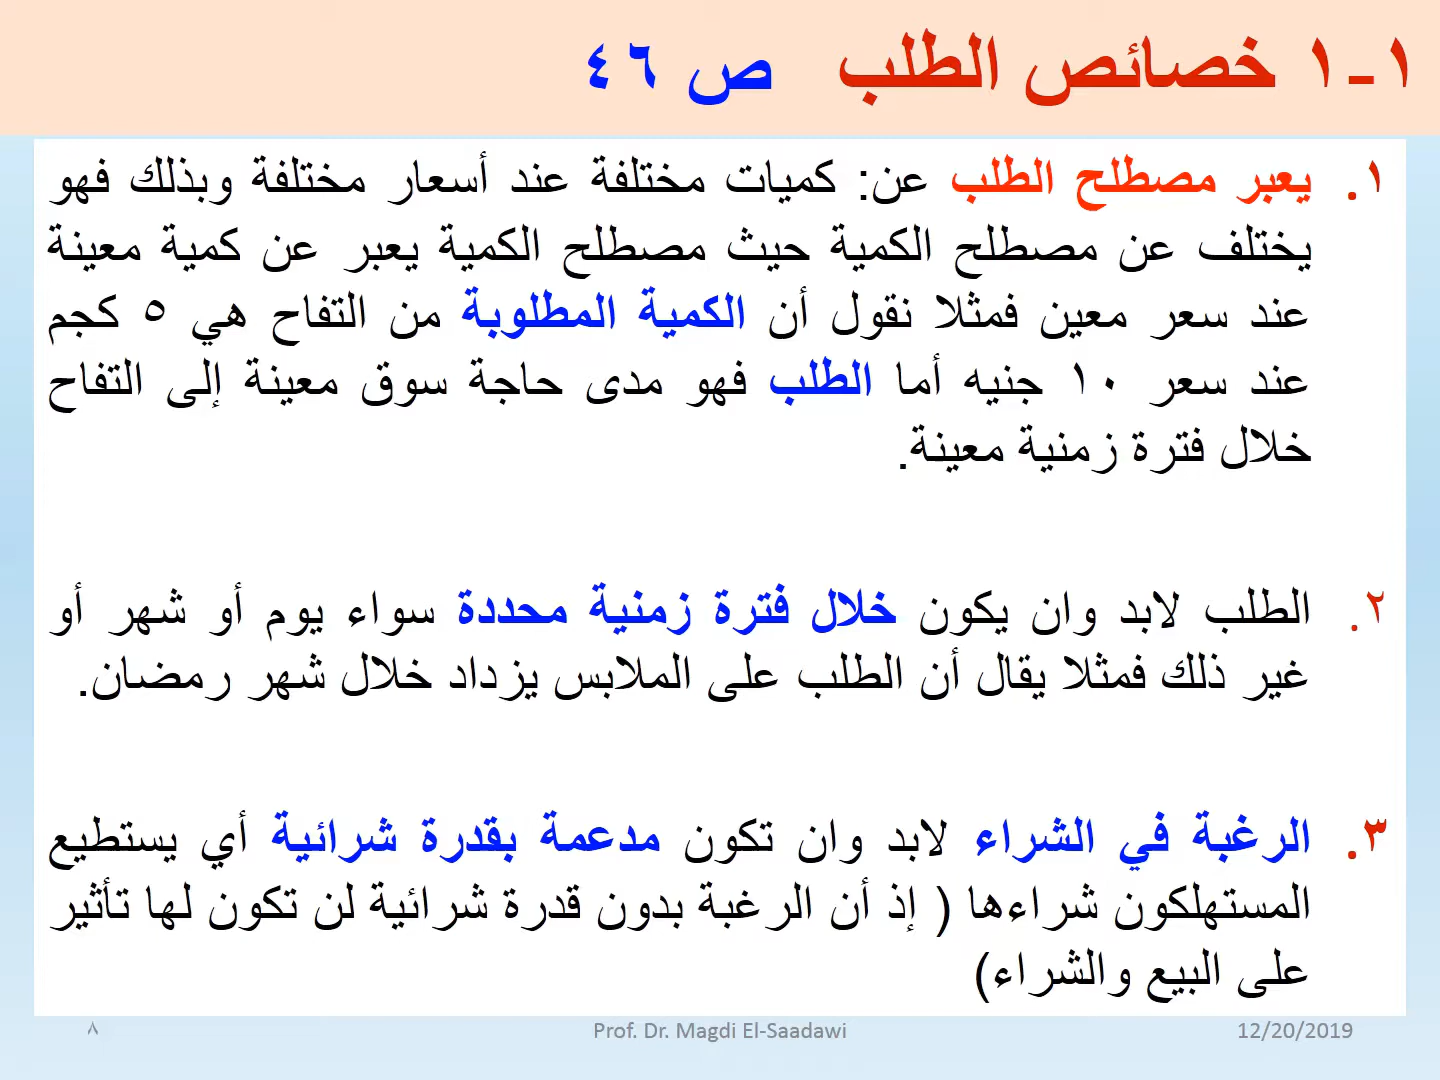 ١-١ خصائص الطلب ص ٤٦
١. يعبر مصطلح الطلب عن: كميات مختلفة عند أسعار مختلفة وبذلك فهو
يختلف عن مصطلح الكمية حيث مصطلح الكمية يعبر عن كمية معينة
عند سعر معين فمثلا نقول أن الكمية المطلوبة من التفاح هي ٥ كجم
عند سعر ١٠ جنيه أما الطلب فهو مدى حاجة سوق معينة إلى التفاح
خلال فترة زمنية معينة.
٢. الطلب لابد وان يكون خلال فترة زمنية محددة سواء يوم أو شهر أو
غير ذلك فمثلا يقال أن الطلب على الملابس يزداد خلال شهر رمضان.
٣. الرغبة في الشراء لابد وان تكون مدعمة بقدرة شرائية أي يستطيع
المستهلكون شراءها ( إذ أن الرغبة بدون قدرة شرائية لن تكون لها تأثير
على البيع والشراء)
٨ Prof. Dr. Magdi El-Saadawi 12/20/2019